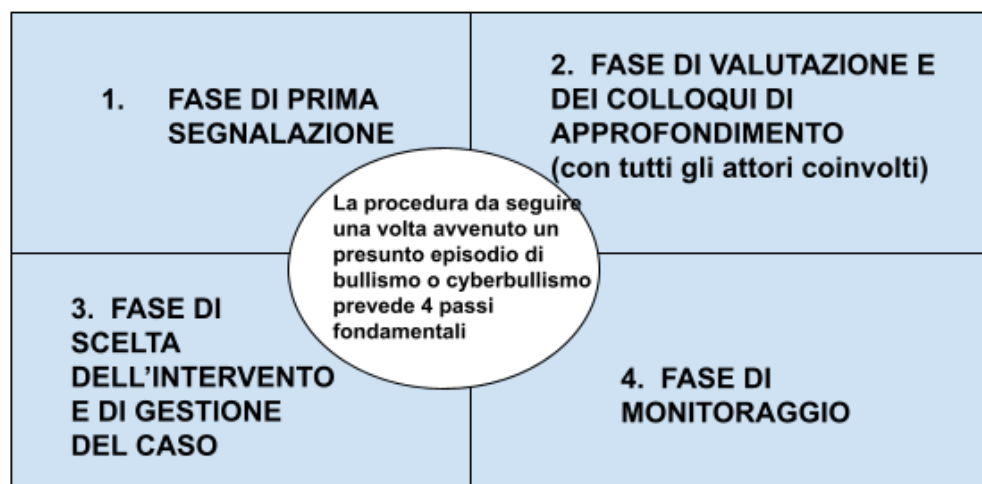 1. FASE DI PRIMA
SEGNALAZIONE
2. FASE DI VALUTAZIONE E
DEI COLLOQUI DI
APPROFONDIMENTO
(con tutti gli attori coinvolti)
La procedura da seguire
una volta avvenuto un
presunto episodio di
bullismo o cyberbullismo
prevede 4 passi
fondamentali
3. FASE DI
SCELTA
DELL’INTERVENTO
E DI GESTIONE
DEL CASO
4. FASE DI
MONITORAGGIO